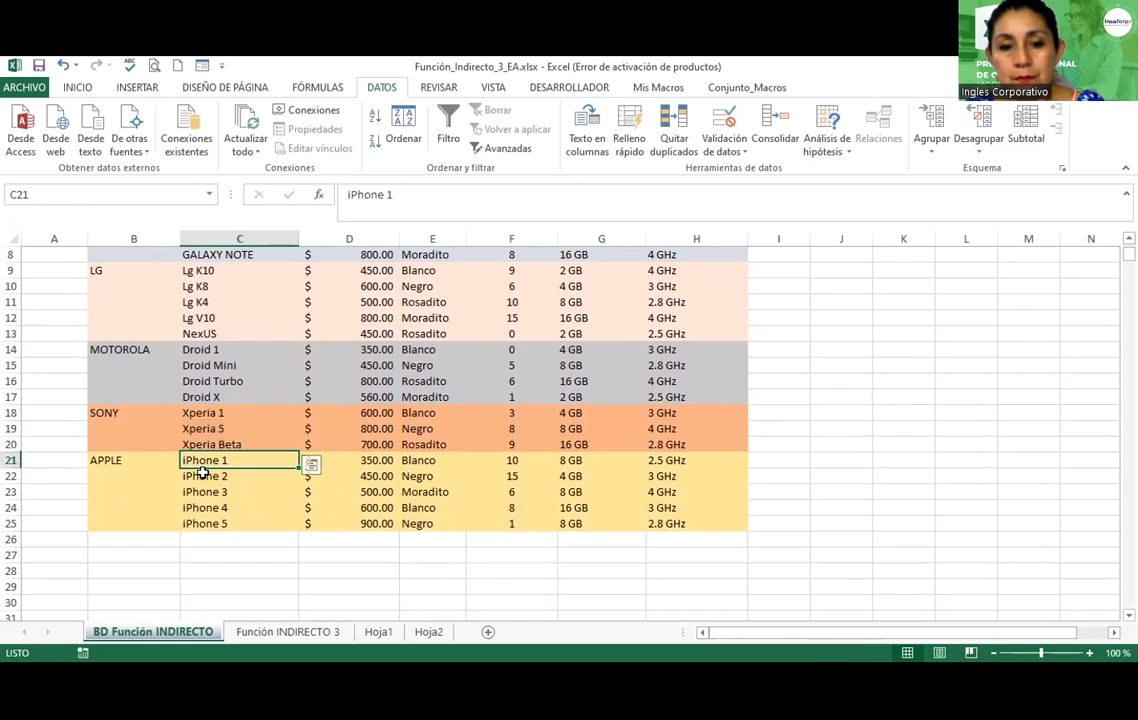 Función_Indirecto_3_EA.xlsx - Excel (Error de activación de productos)
ARCHIVO INICIO INSERTAR DISEÑO DE PÁGINA FÓRMULAS DATOS REVISAR VISTA DESARROLLADOR Mis Macros Conjunto_Macros
Ingles Corporativo
Desde Access
Desde web
Desde texto
De otras fuentes
Conexiones existentes
Actualizar todo
Conexiones
Propiedades
Editar vínculos
Ordenar
Filtro
Borrar
Volver a aplicar
Avanzadas
Texto en columnas
Relleno rápido
Quitar duplicados
Validación de datos
Consolidar
Análisis de hipótesis
Relaciones
Agrupar
Desagrupar
Subtotal
Obtener datos externos Conexiones Ordenar y filtrar Herramientas de datos Esquema
C21 fx iPhone 1
A B C D E F G H I J K L M N
8 GALAXY NOTE $ 800.00 Moradito 8 16 GB 4 GHz
9 LG Lg K10 $ 450.00 Blanco 9 2 GB 4 GHz
10 Lg K8 $ 600.00 Negro 6 4 GB 3 GHz
11 Lg K4 $ 500.00 Rosadito 10 8 GB 2.8 GHz
12 Lg V10 $ 800.00 Moradito 15 16 GB 4 GHz
13 NexUS $ 450.00 Rosadito 0 2 GB 2.5 GHz
14 MOTOROLA Droid 1 $ 350.00 Blanco 0 4 GB 3 GHz
15 Droid Mini $ 450.00 Negro 5 8 GB 2.8 GHz
16 Droid Turbo $ 800.00 Rosadito 6 16 GB 4 GHz
17 Droid X $ 560.00 Moradito 1 16 GB 2.5 GHz
18 SONY Xperia 1 $ 600.00 Blanco 3 4 GB 3 GHz
19 Xperia 5 $ 800.00 Negro 8 8 GB 4 GHz
20 Xperia Beta $ 700.00 Rosadito 9 16 GB 2.8 GHz
21 APPLE iPhone 1 350.00 Blanco 10 8 GB 2.5 GHz
22 iPhone 2 $ 450.00 Negro 15 4 GB 3 GHz
23 iPhone 3 $ 500.00 Moradito 6 8 GB 4 GHz
24 iPhone 4 $ 600.00 Blanco 8 16 GB 3 GHz
25 iPhone 5 $ 900.00 Negro 1 8 GB 2.8 GHz
26
27
28
29
30
31
BD Función INDIRECTO Función INDIRECTO 3 Hoja1 Hoja2
LISTO 100 %